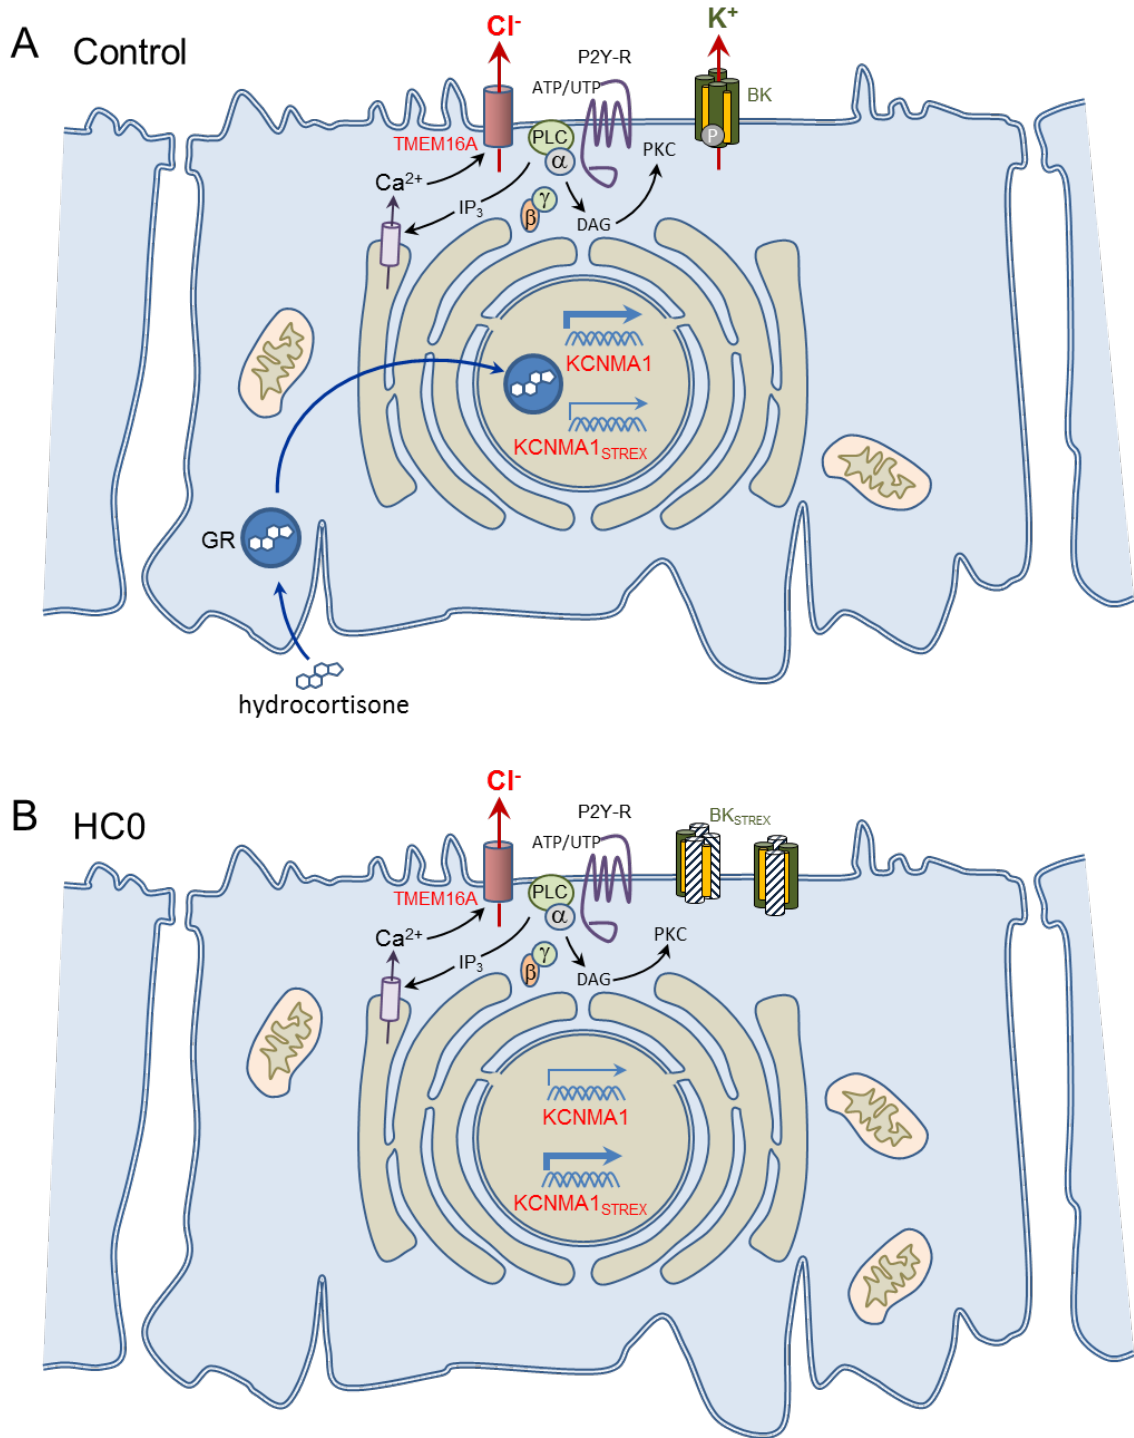 A
Control
Cl⁻
K⁺
P2Y-R
ATP/UTP
BK
TMEM16A
PLC
P
α
PKC
Ca²⁺
IP₃
γ
β
DAG
KCNMA1
KCNMA1STREX
GR
hydrocortisone
B
HC0
Cl⁻
P2Y-R
BKSTREX
ATP/UTP
TMEM16A
PLC
α
PKC
Ca²⁺
IP₃
γ
β
DAG
KCNMA1
KCNMA1STREX